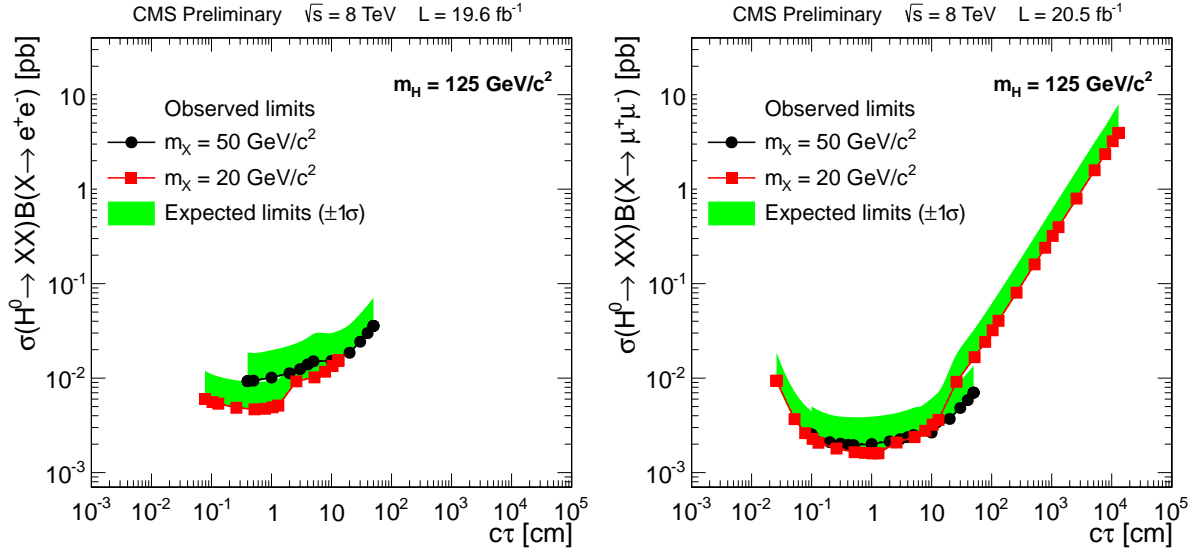 CMS Preliminary √s = 8 TeV L = 19.6 fb⁻¹
σ(H⁰→ XX)B(X→ e⁺e⁻) [pb]
m_H = 125 GeV/c²
Observed limits
m_X = 50 GeV/c²
m_X = 20 GeV/c²
Expected limits (±1σ)
10
1
10⁻¹
10⁻²
10⁻³
10⁻³ 10⁻² 10⁻¹ 1 10 10² 10³ 10⁴ 10⁵
cτ [cm]
CMS Preliminary √s = 8 TeV L = 20.5 fb⁻¹
σ(H⁰→ XX)B(X→ μ⁺μ⁻) [pb]
m_H = 125 GeV/c²
Observed limits
m_X = 50 GeV/c²
m_X = 20 GeV/c²
Expected limits (±1σ)
10
1
10⁻¹
10⁻²
10⁻³
10⁻³ 10⁻² 10⁻¹ 1 10 10² 10³ 10⁴ 10⁵
cτ [cm]